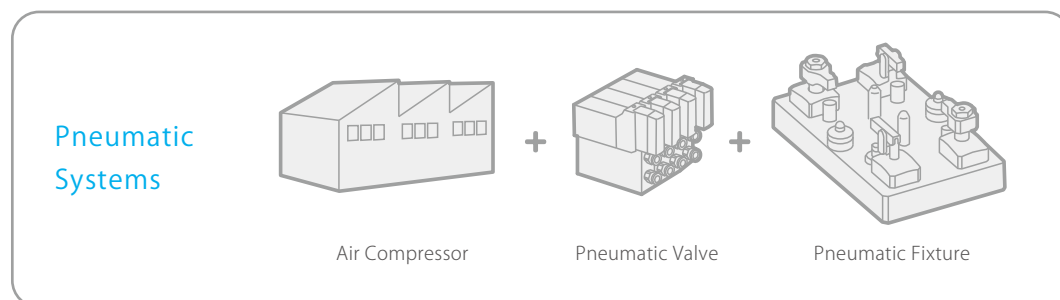 Pneumatic
Systems
Air Compressor
Pneumatic Valve
Pneumatic Fixture